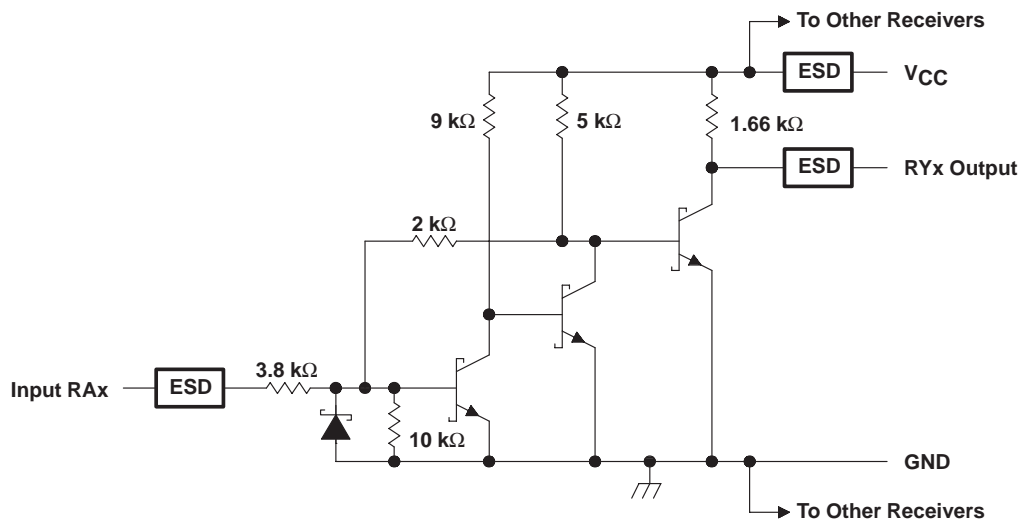 To Other Receivers
ESD
VCC
9 kΩ
5 kΩ
1.66 kΩ
ESD
RYx Output
2 kΩ
3.8 kΩ
Input RAx
ESD
10 kΩ
GND
To Other Receivers